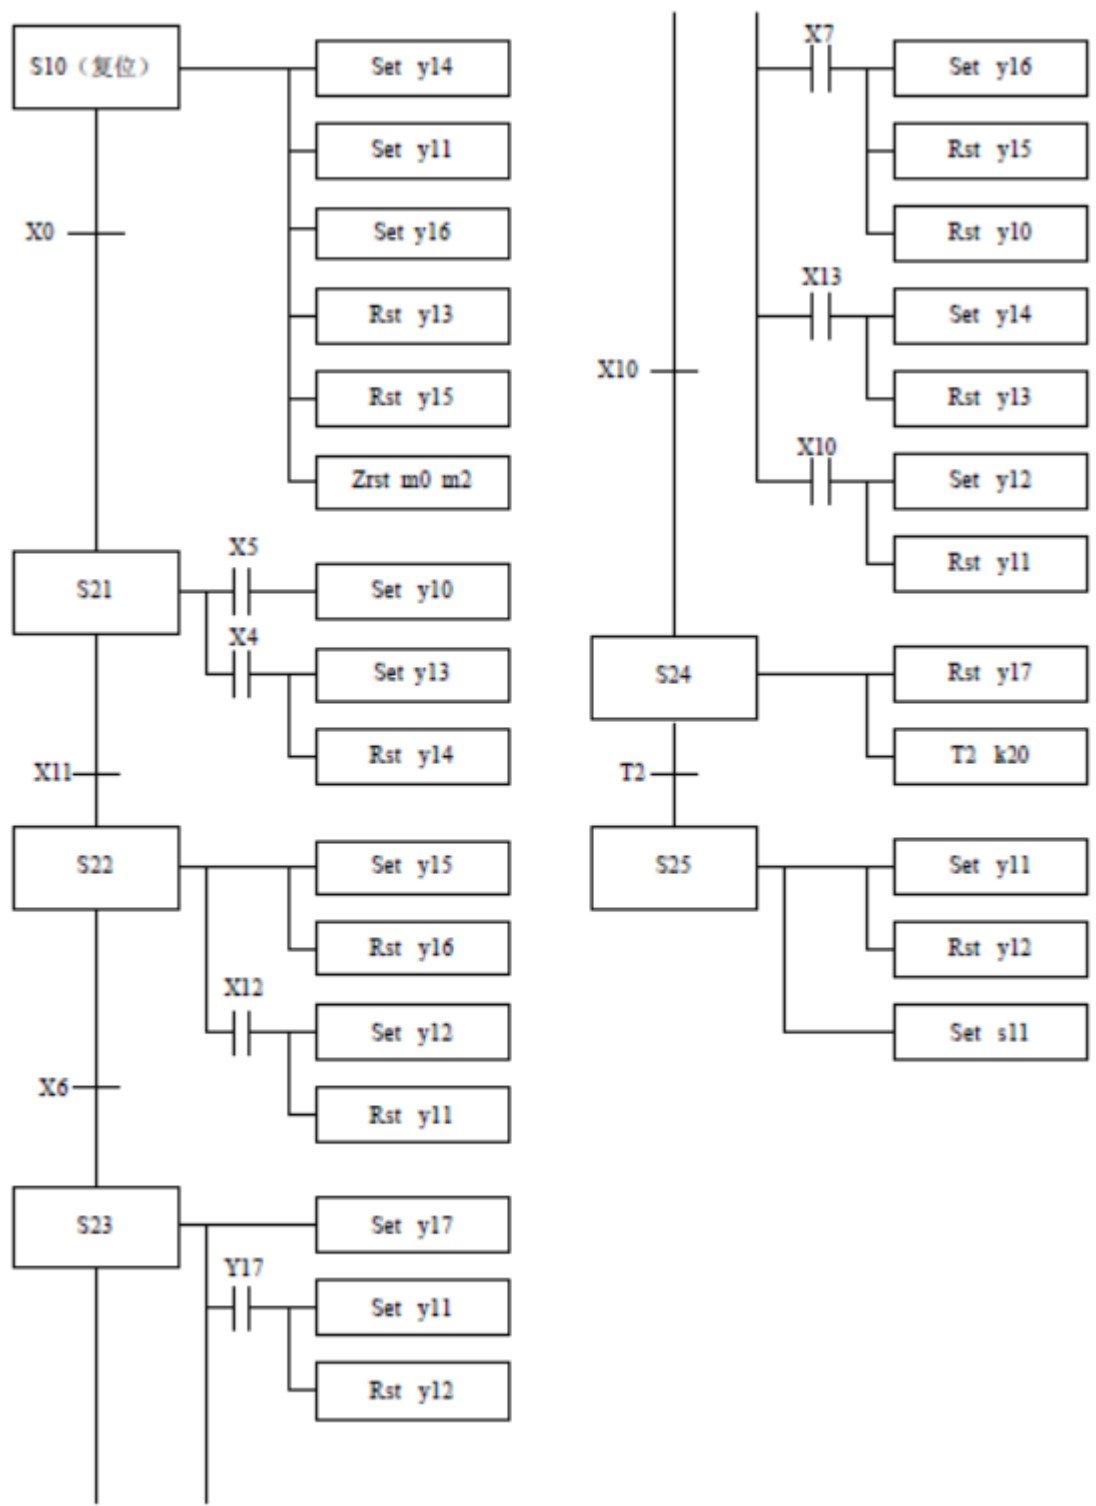 S10（复位）
Set y14
Set y11
X0
Set y16
Rst y13
Rst y15
Zrst m0 m2
S21
X5
Set y10
X4
Set y13
Rst y14
X11
S22
Set y15
Rst y16
X12
Set y12
X6
Rst y11
S23
Set y17
Y17
Set y11
Rst y12
X7
Set y16
Rst y15
Rst y10
X13
Set y14
X10
Rst y13
X10
Set y12
Rst y11
S24
Rst y17
T2 k20
T2
S25
Set y11
Rst y12
Set s11